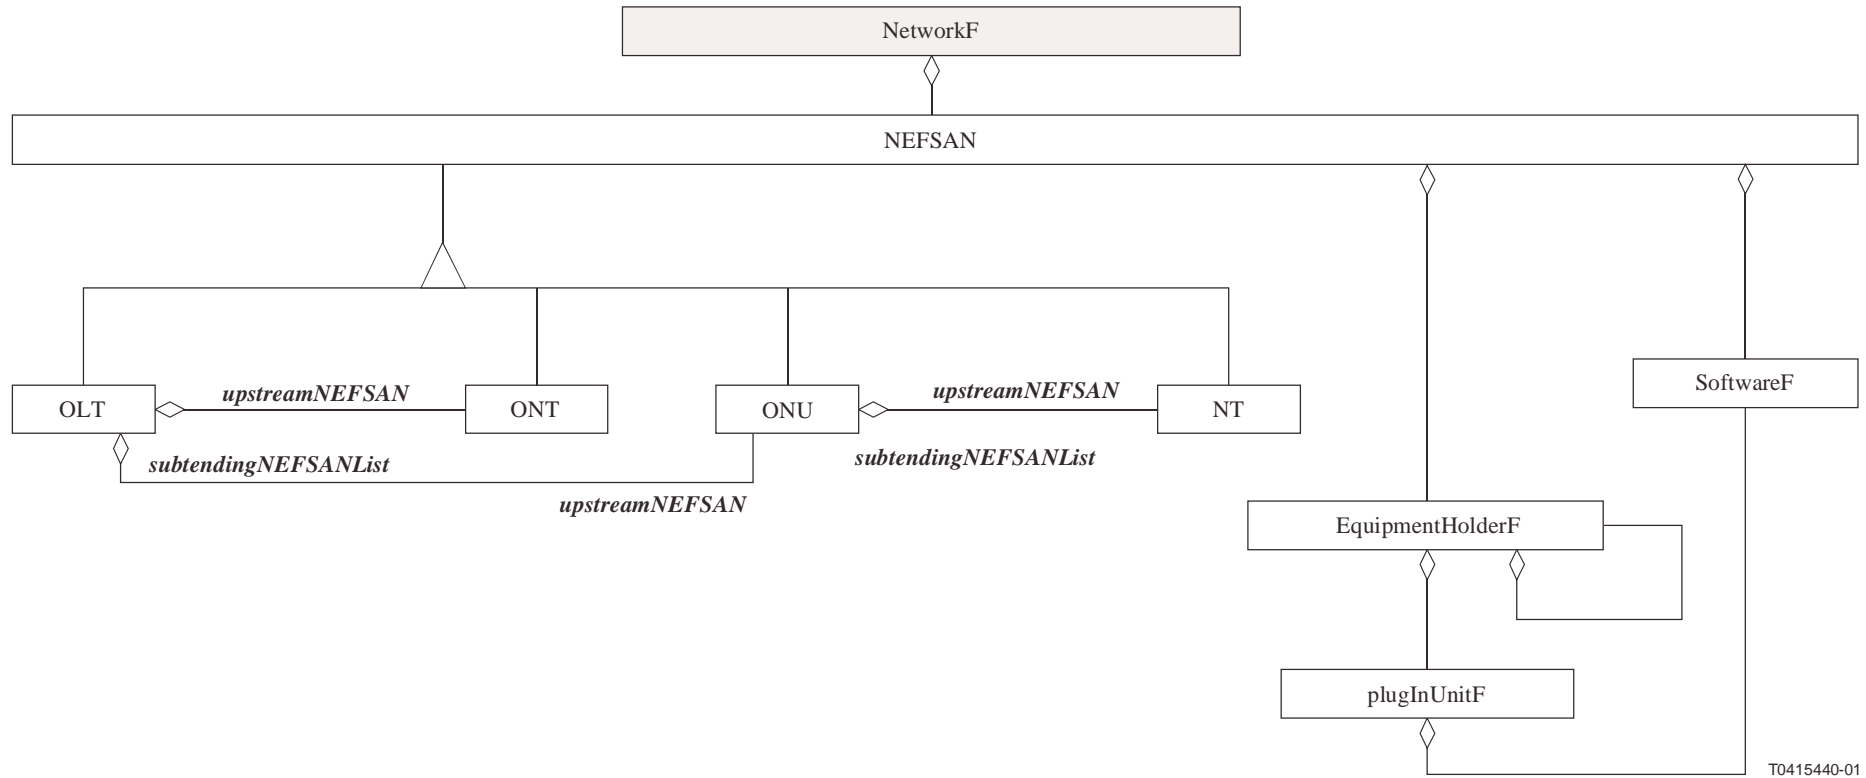 NetworkF
NEFSAN
SoftwareF
OLT
upstreamNEFSAN
ONT
ONU
upstreamNEFSAN
NT
subtendingNEFSANList
subtendingNEFSANList
upstreamNEFSAN
EquipmentHolderF
plugInUnitF
T0415440-01